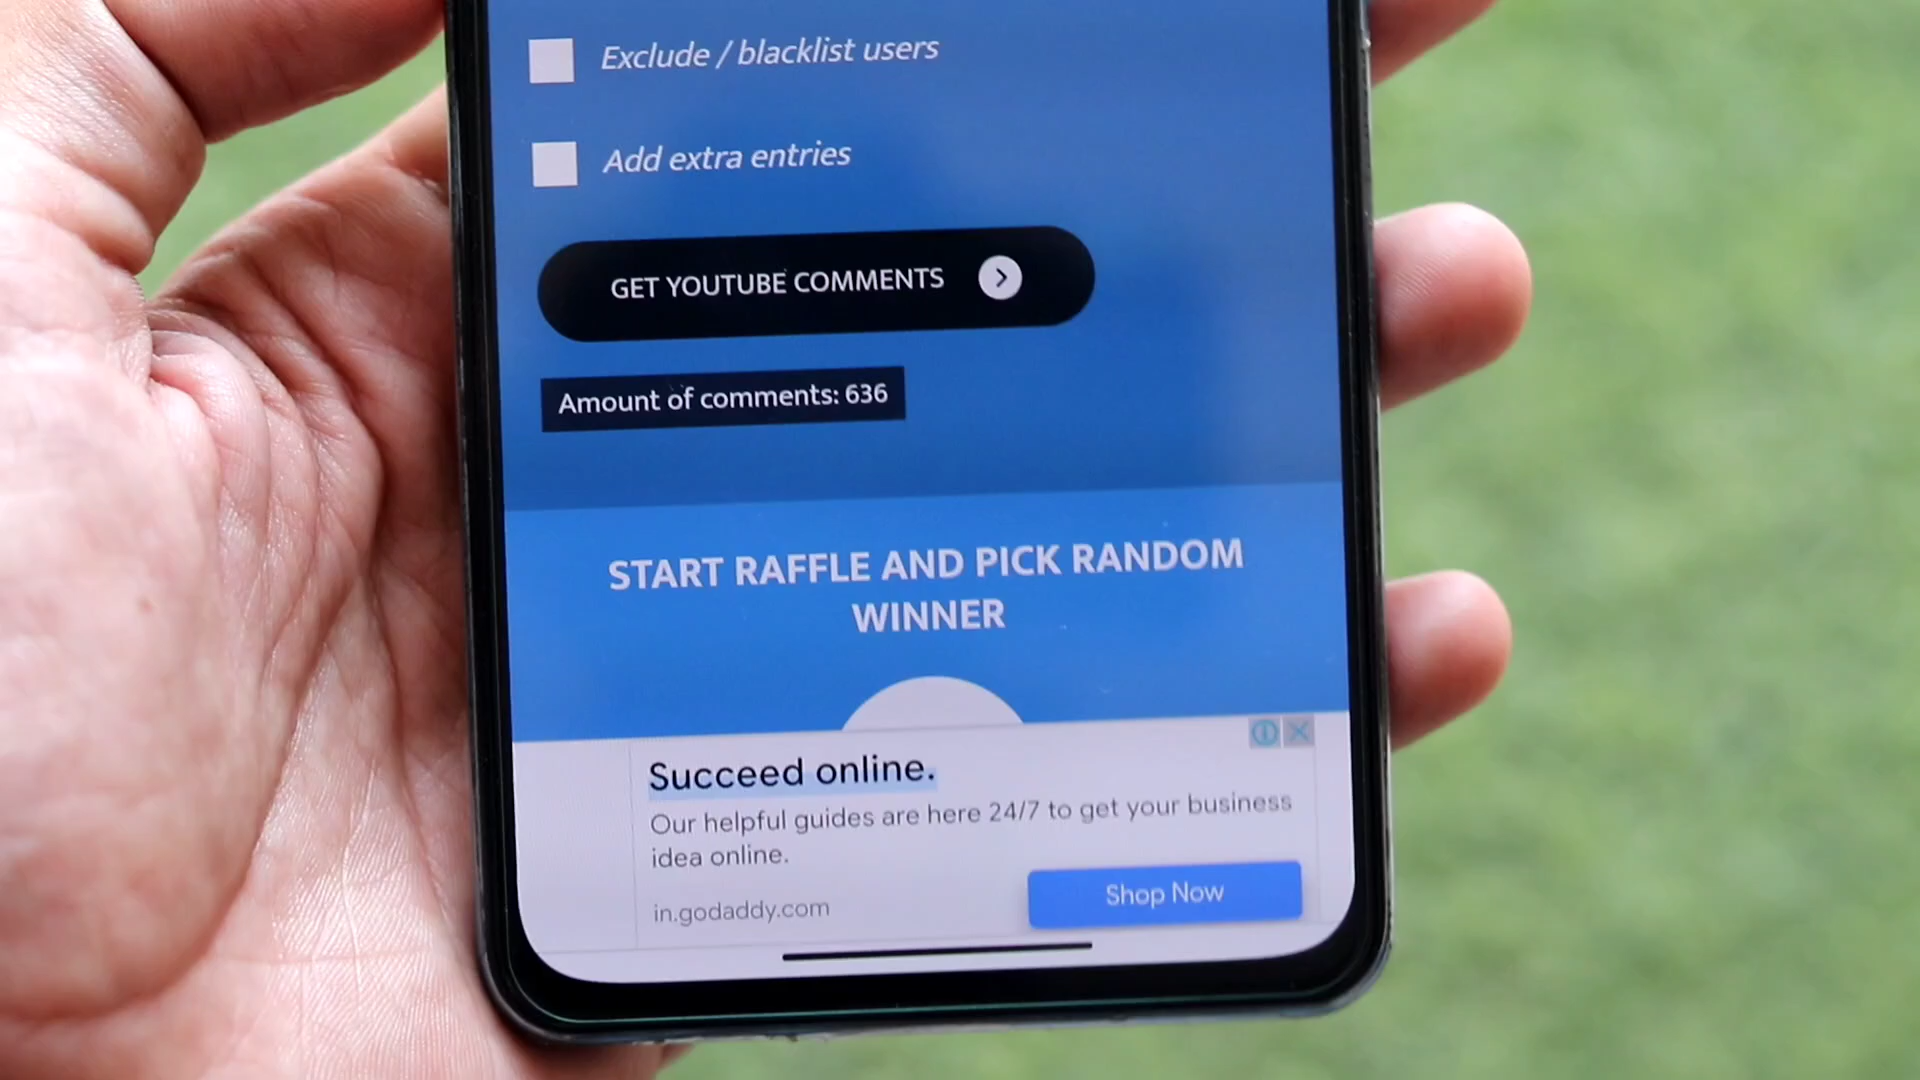 Exclude / blacklist users
Add extra entries
GET YOUTUBE COMMENTS
Amount of comments: 636
START RAFFLE AND PICK RANDOM
WINNER
Succeed online.
Our helpful guides are here 24/7 to get your business
idea online.
in.godaddy.com
Shop Now